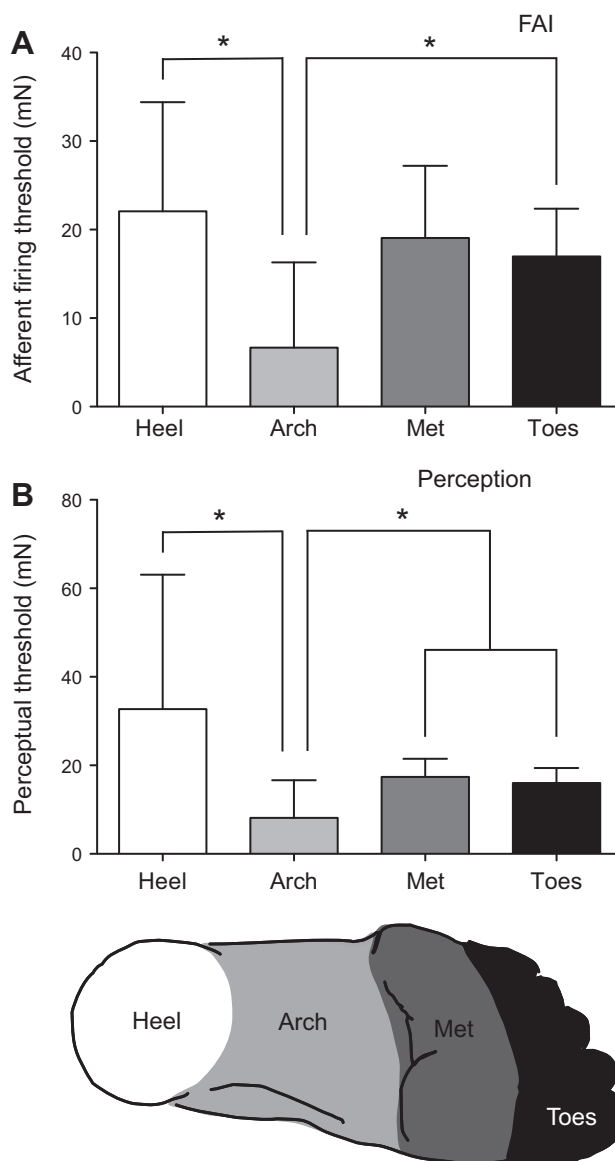 A
FAI
Afferent firing threshold (mN)
40
30
20
10
0
*
*
Heel Arch Met Toes
B
Perception
Perceptual threshold (mN)
80
60
40
20
0
*
*
Heel Arch Met Toes
Heel Arch Met Toes